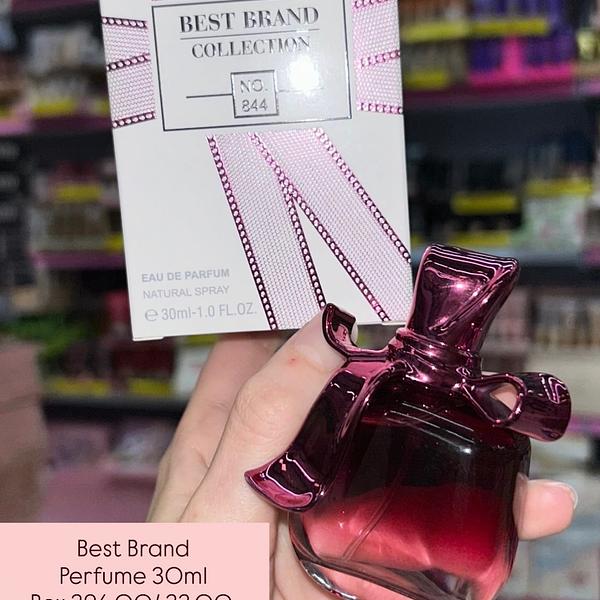 BEST BRAND
COLLECTION
NO.
844
EAU DE PARFUM
NATURAL SPRAY
℮ 30ml-1.0 FL.OZ.
Best Brand
Perfume 30ml